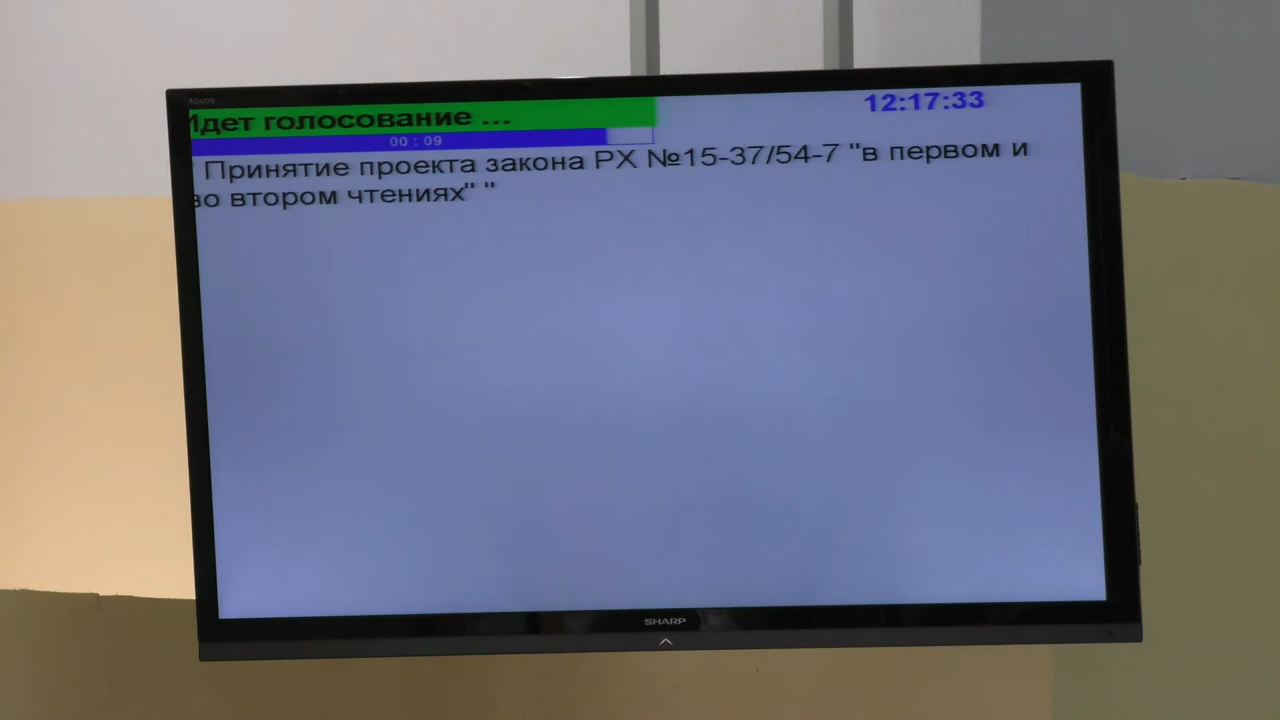 AQUOS
Идет голосование ...
12:17:33
00 : 09
Принятие проекта закона РХ №15-37/54-7 "в первом и
во втором чтениях" "
SHARP